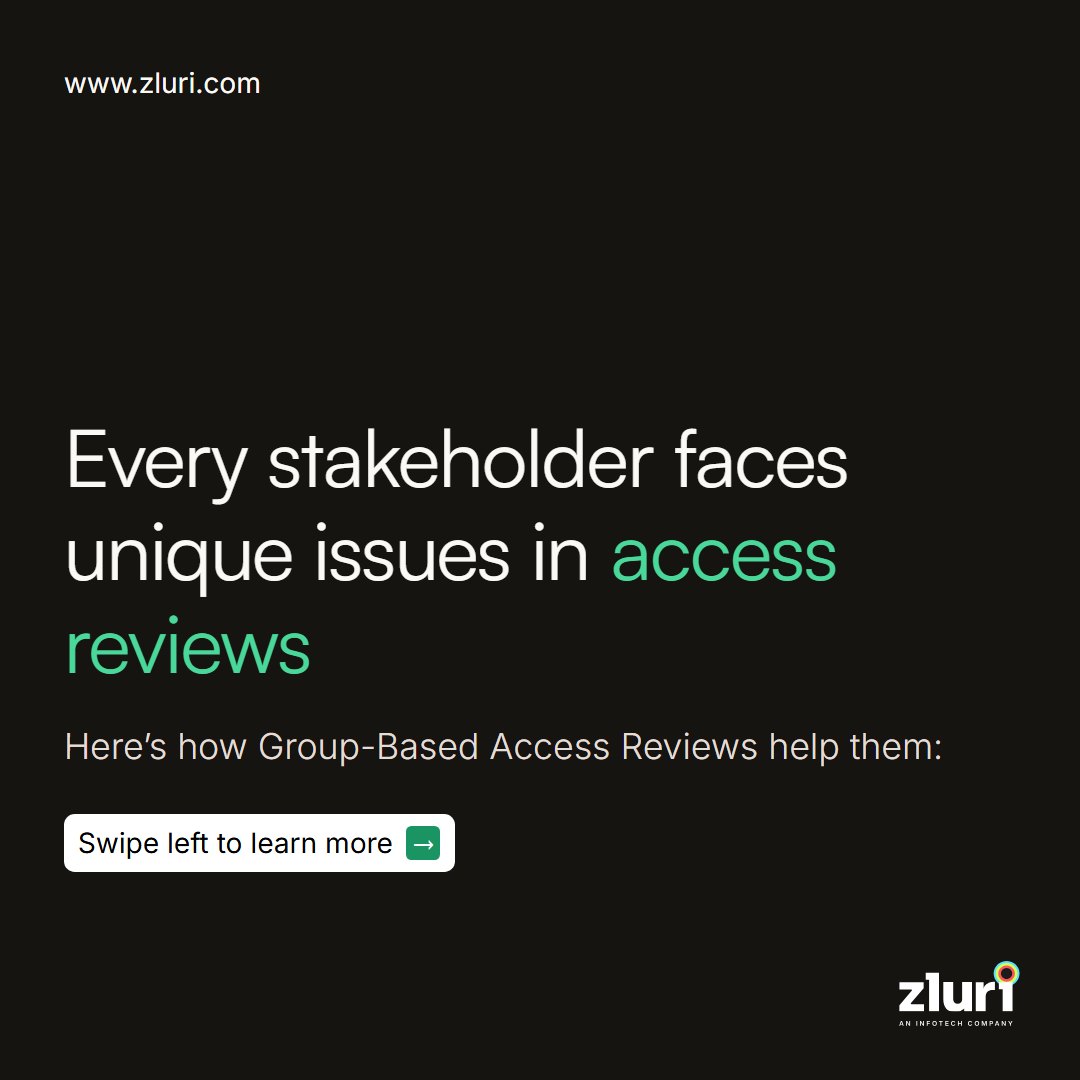 www.zluri.com
Every stakeholder faces
unique issues in access
reviews
Here’s how Group-Based Access Reviews help them:
Swipe left to learn more →
zluri
AN INFOTECH COMPANY